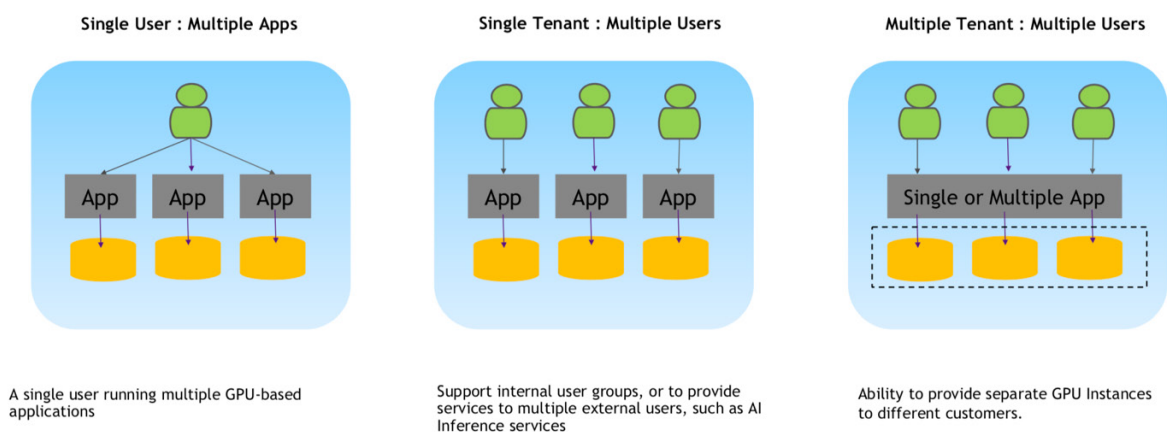 Single User : Multiple Apps
App
App
App
A single user running multiple GPU-based
applications
Single Tenant : Multiple Users
App
App
App
Support internal user groups, or to provide
services to multiple external users, such as AI
Inference services
Multiple Tenant : Multiple Users
Single or Multiple App
Ability to provide separate GPU Instances
to different customers.